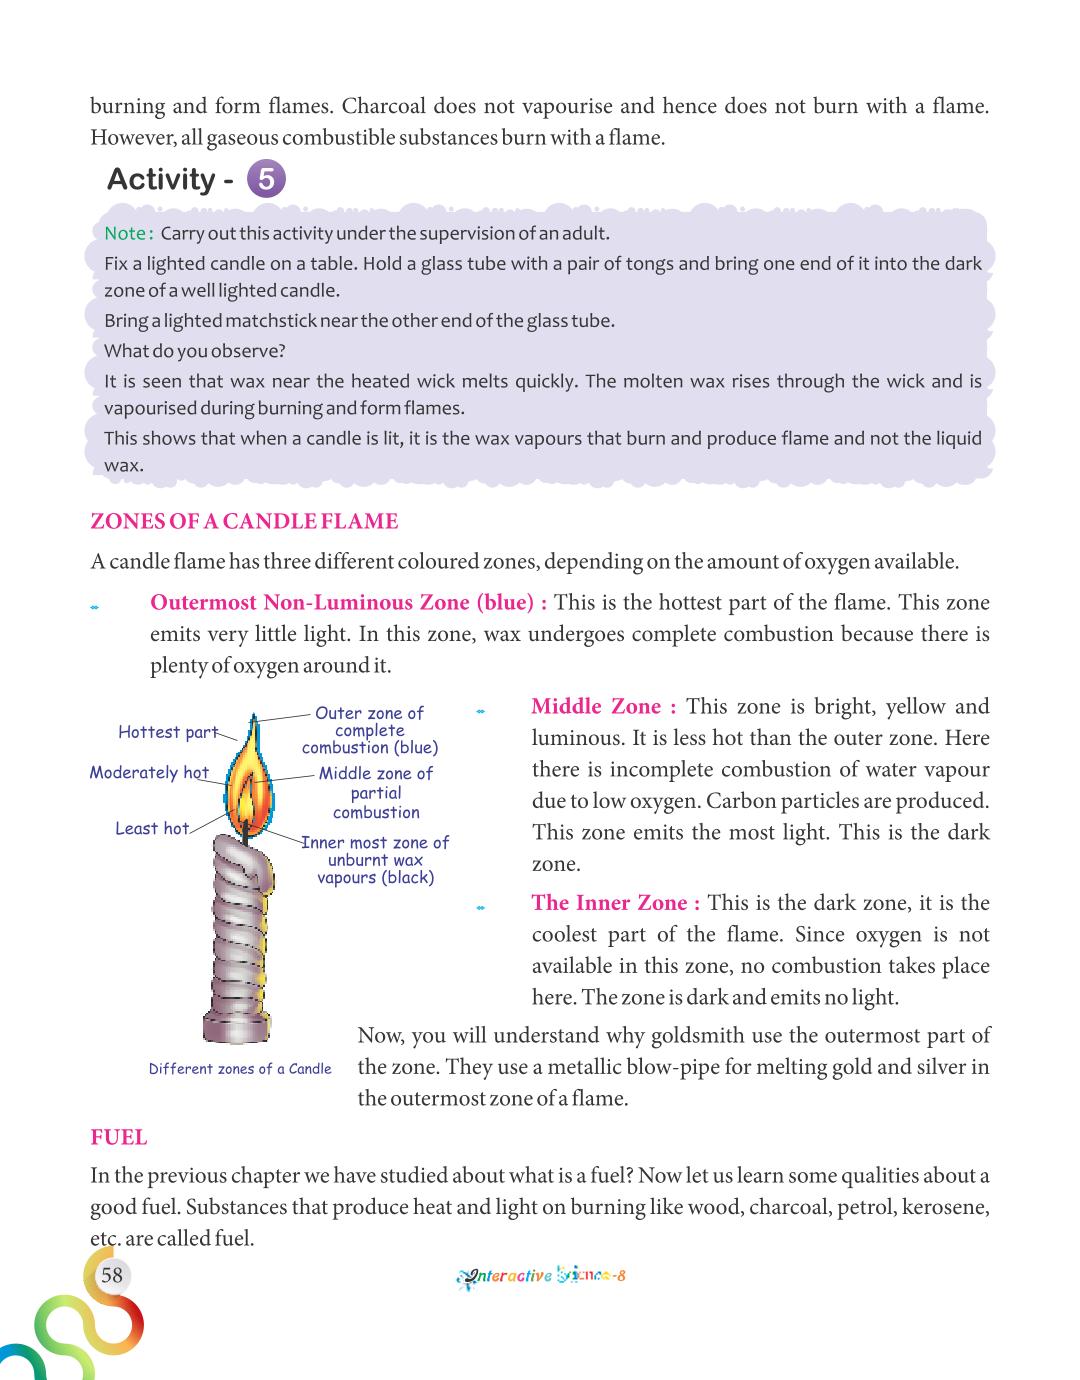 burning and form flames. Charcoal does not vapourise and hence does not burn with a flame.
However, all gaseous combustible substances burn with a flame.
Activity - 5
Note : Carry out this activity under the supervision of an adult.
Fix a lighted candle on a table. Hold a glass tube with a pair of tongs and bring one end of it into the dark
zone of a well lighted candle.
Bring a lighted matchstick near the other end of the glass tube.
What do you observe?
It is seen that wax near the heated wick melts quickly. The molten wax rises through the wick and is
vapourised during burning and form flames.
This shows that when a candle is lit, it is the wax vapours that burn and produce flame and not the liquid
wax.
ZONES OF A CANDLE FLAME
A candle flame has three different coloured zones, depending on the amount of oxygen available.
Outermost Non-Luminous Zone (blue) : This is the hottest part of the flame. This zone
emits very little light. In this zone, wax undergoes complete combustion because there is
plenty of oxygen around it.
Hottest part
Moderately hot
Least hot
Outer zone of
complete
combustion (blue)
Middle zone of
partial
combustion
Inner most zone of
unburnt wax
vapours (black)
Different zones of a Candle
Middle Zone : This zone is bright, yellow and
luminous. It is less hot than the outer zone. Here
there is incomplete combustion of water vapour
due to low oxygen. Carbon particles are produced.
This zone emits the most light. This is the dark
zone.
The Inner Zone : This is the dark zone, it is the
coolest part of the flame. Since oxygen is not
available in this zone, no combustion takes place
here. The zone is dark and emits no light.
Now, you will understand why goldsmith use the outermost part of
the zone. They use a metallic blow-pipe for melting gold and silver in
the outermost zone of a flame.
FUEL
In the previous chapter we have studied about what is a fuel? Now let us learn some qualities about a
good fuel. Substances that produce heat and light on burning like wood, charcoal, petrol, kerosene,
etc. are called fuel.
58
Interactive Science-8